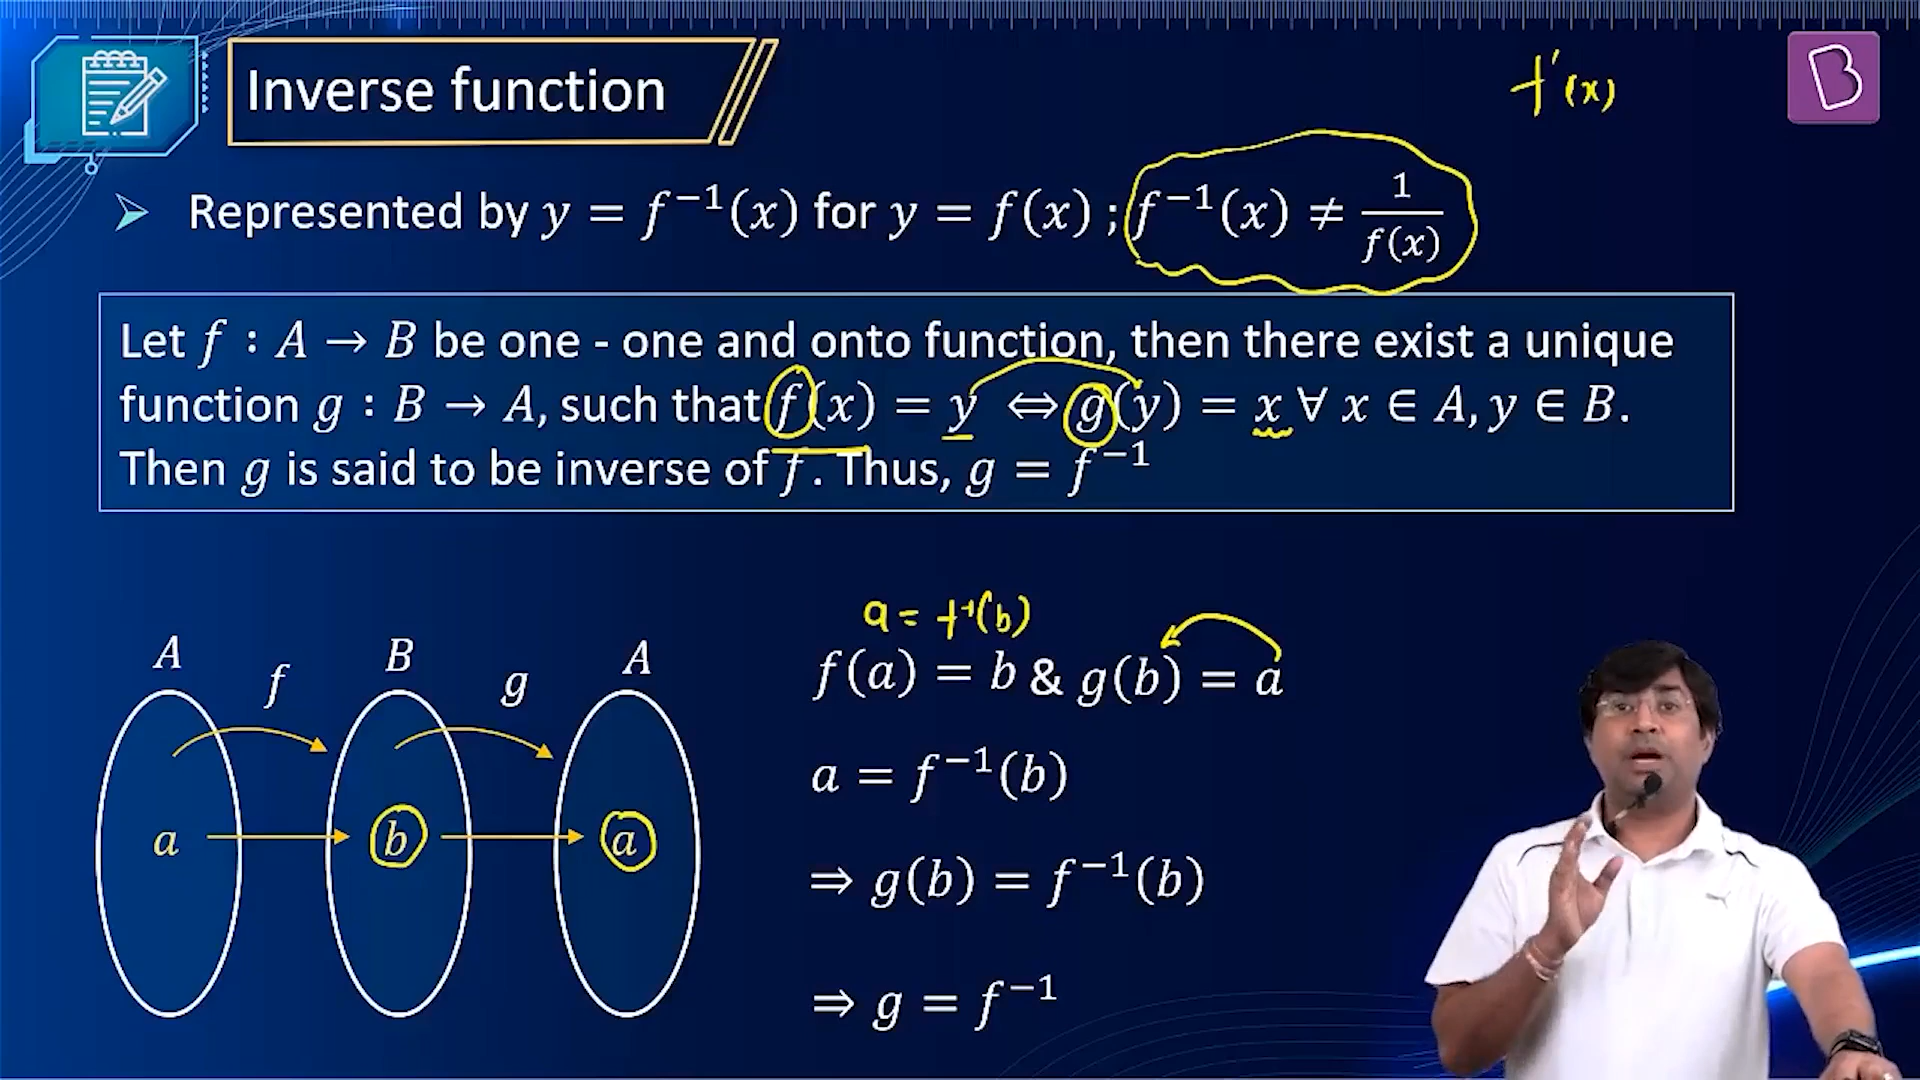 Inverse function
f'(x)
Represented by y = f⁻¹(x) for y = f(x) ; f⁻¹(x) ≠ 1/f(x)
Let f : A → B be one - one and onto function, then there exist a unique
function g : B → A, such that f(x) = y ⇔ g(y) = x ∀ x ∈ A, y ∈ B.
Then g is said to be inverse of f. Thus, g = f⁻¹
a = f⁻¹(b)
A f B g A
f(a) = b & g(b) = a
a = f⁻¹(b)
a b a
⇒ g(b) = f⁻¹(b)
⇒ g = f⁻¹